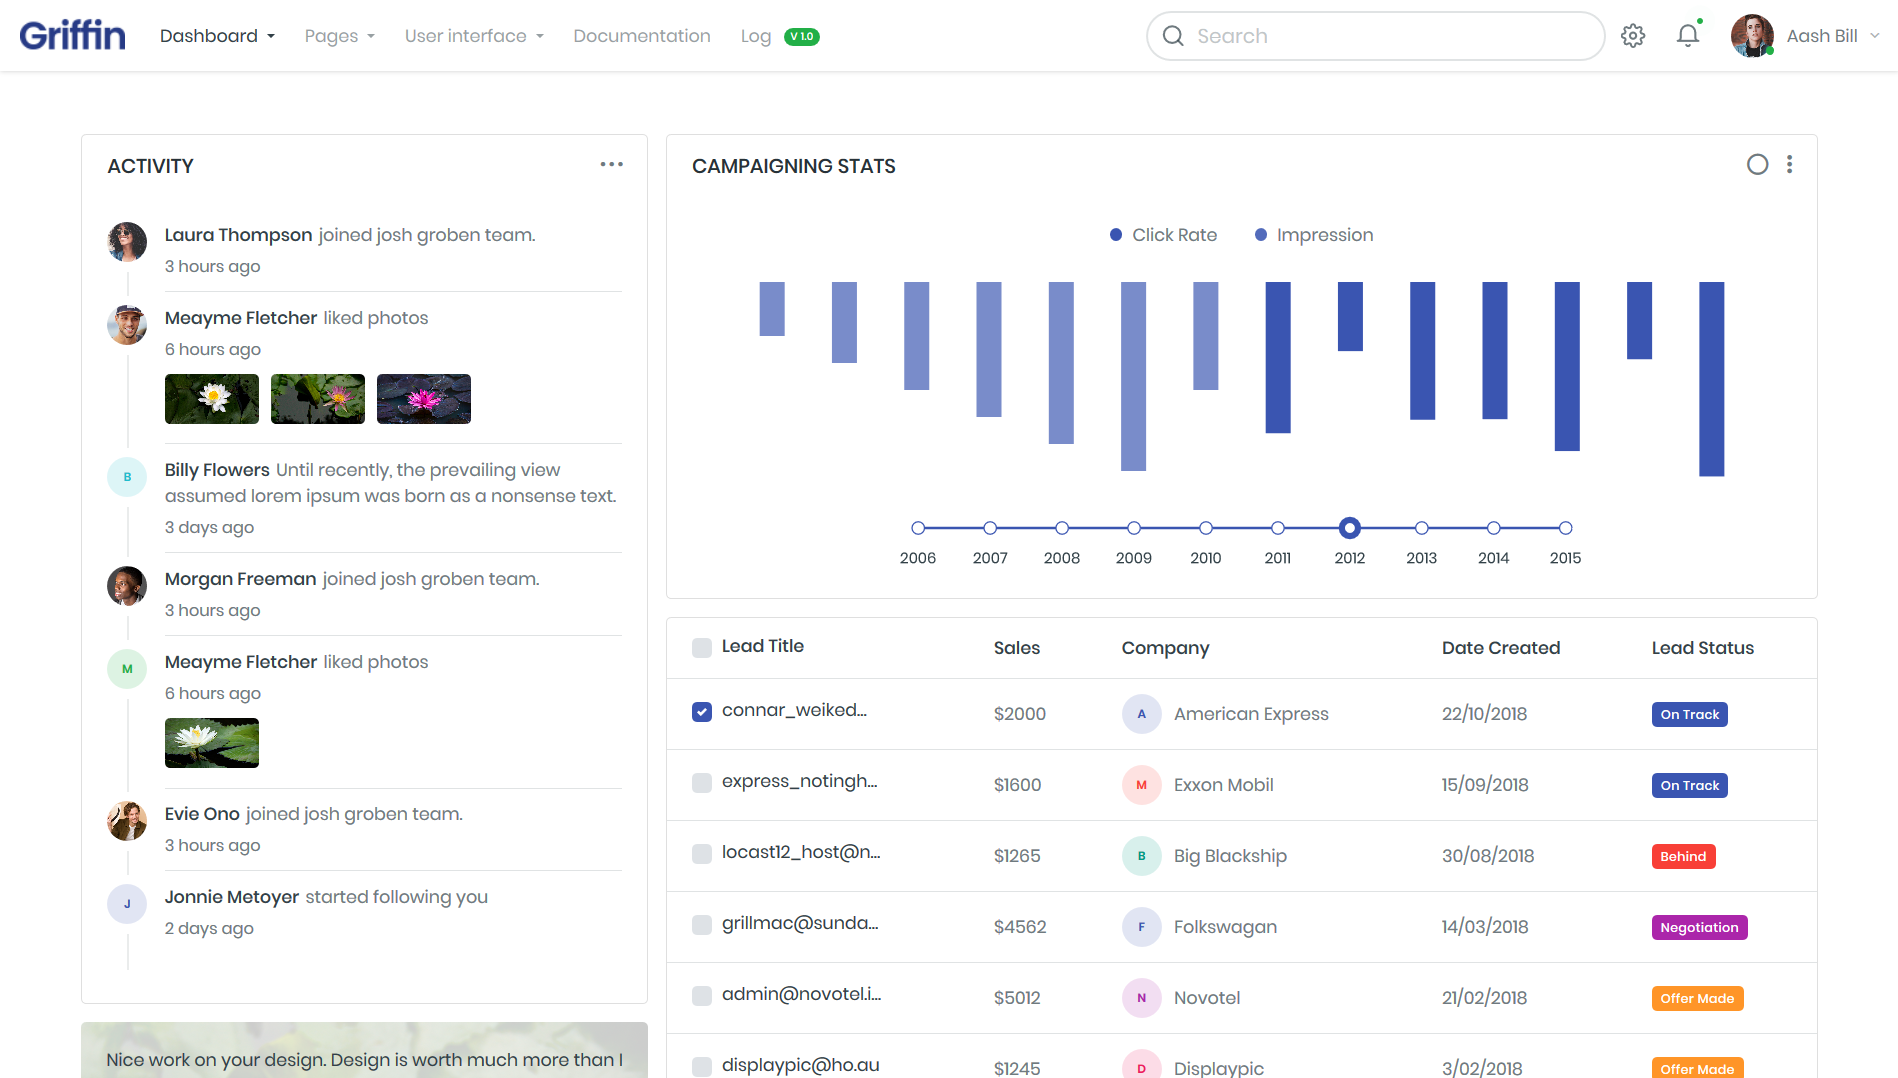 Griffin
Dashboard
Pages
User interface
Documentation
Log
V 1.0
Search
Aash Bill
ACTIVITY
Laura Thompson joined josh groben team.
3 hours ago
Meayme Fletcher liked photos
6 hours ago
B
Billy Flowers Until recently, the prevailing view
assumed lorem ipsum was born as a nonsense text.
3 days ago
Morgan Freeman joined josh groben team.
3 hours ago
M
Meayme Fletcher liked photos
6 hours ago
Evie Ono joined josh groben team.
3 hours ago
J
Jonnie Metoyer started following you
2 days ago
Nice work on your design. Design is worth much more than I
CAMPAIGNING STATS
Click Rate
Impression
2006 2007 2008 2009 2010 2011 2012 2013 2014 2015
Lead Title Sales Company Date Created Lead Status
connar_weiked... $2000 A American Express 22/10/2018 On Track
express_notingh... $1600 M Exxon Mobil 15/09/2018 On Track
locast12_host@n... $1265 B Big Blackship 30/08/2018 Behind
grillmac@sunda... $4562 F Folkswagan 14/03/2018 Negotiation
admin@novotel.i... $5012 N Novotel 21/02/2018 Offer Made
displaypic@ho.au $1245 D Displaypic 3/02/2018 Offer Made